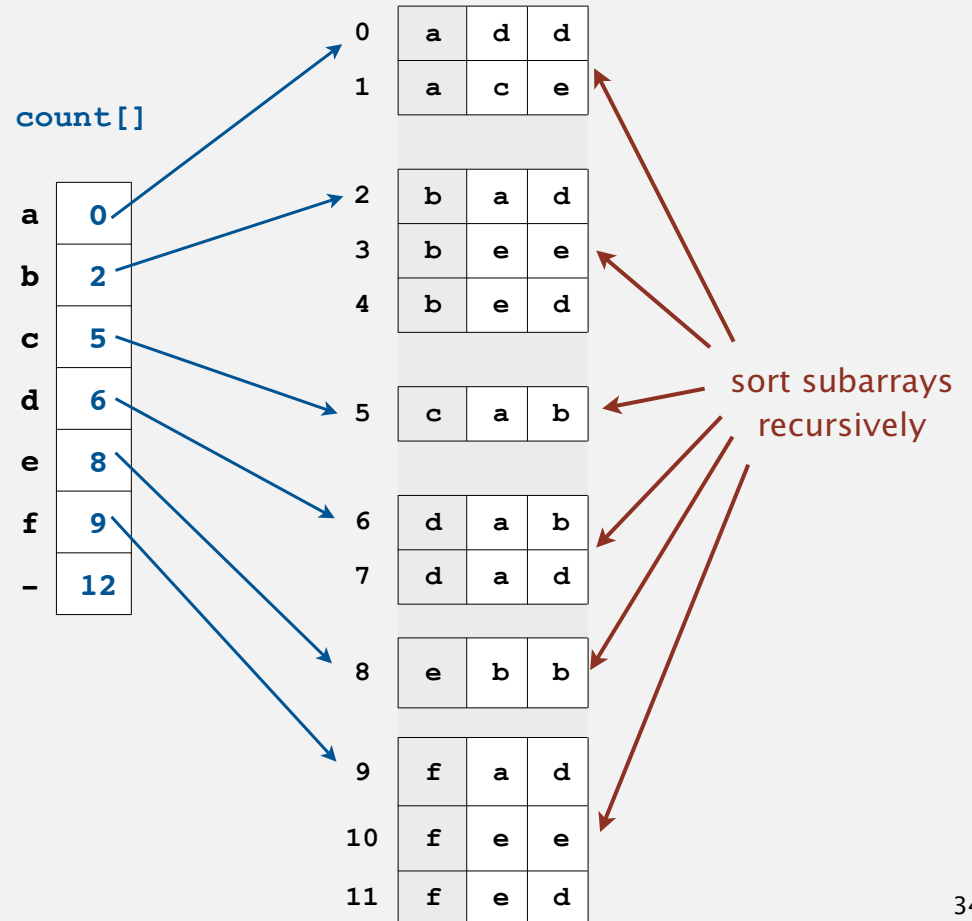 count[]
a 0
b 2
c 5
d 6
e 8
f 9
- 12
0 a d d
1 a c e
2 b a d
3 b e e
4 b e d
5 c a b
6 d a b
7 d a d
8 e b b
9 f a d
10 f e e
11 f e d
sort subarrays
recursively
34